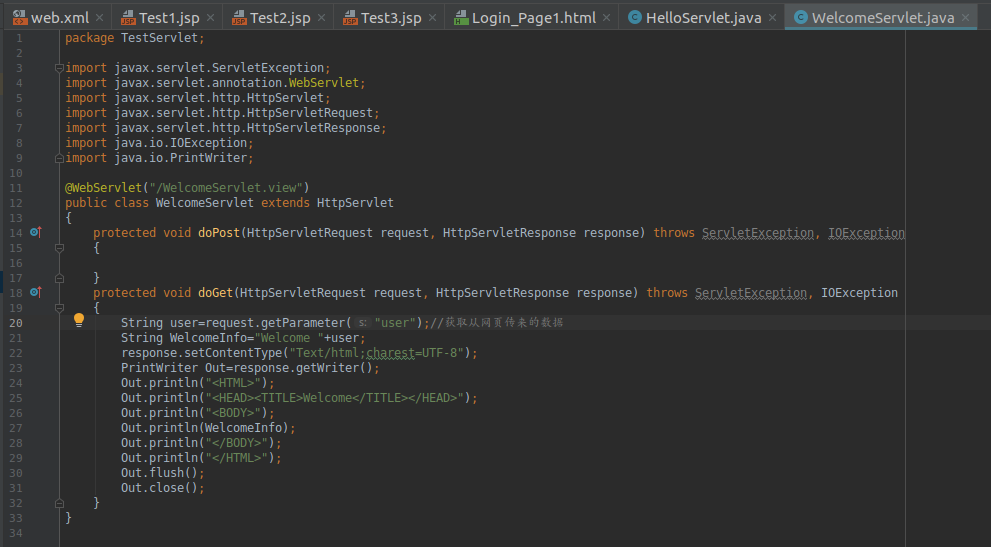 web.xml Test1.jsp Test2.jsp Test3.jsp Login_Page1.html HelloServlet.java WelcomeServlet.java
1 package TestServlet;
2
3 import javax.servlet.ServletException;
4 import javax.servlet.annotation.WebServlet;
5 import javax.servlet.http.HttpServlet;
6 import javax.servlet.http.HttpServletRequest;
7 import javax.servlet.http.HttpServletResponse;
8 import java.io.IOException;
9 import java.io.PrintWriter;
10
11 @WebServlet("/WelcomeServlet.view")
12 public class WelcomeServlet extends HttpServlet
13 {
14 protected void doPost(HttpServletRequest request, HttpServletResponse response) throws ServletException, IOException
15 {
16
17 }
18 protected void doGet(HttpServletRequest request, HttpServletResponse response) throws ServletException, IOException
19 {
20 String user=request.getParameter( s: "user");//获取从网页传来的数据
21 String WelcomeInfo="Welcome "+user;
22 response.setContentType("Text/html;charest=UTF-8");
23 PrintWriter Out=response.getWriter();
24 Out.println("<HTML>");
25 Out.println("<HEAD><TITLE>Welcome</TITLE></HEAD>");
26 Out.println("<BODY>");
27 Out.println(WelcomeInfo);
28 Out.println("</BODY>");
29 Out.println("</HTML>");
30 Out.flush();
31 Out.close();
32 }
33 }
34